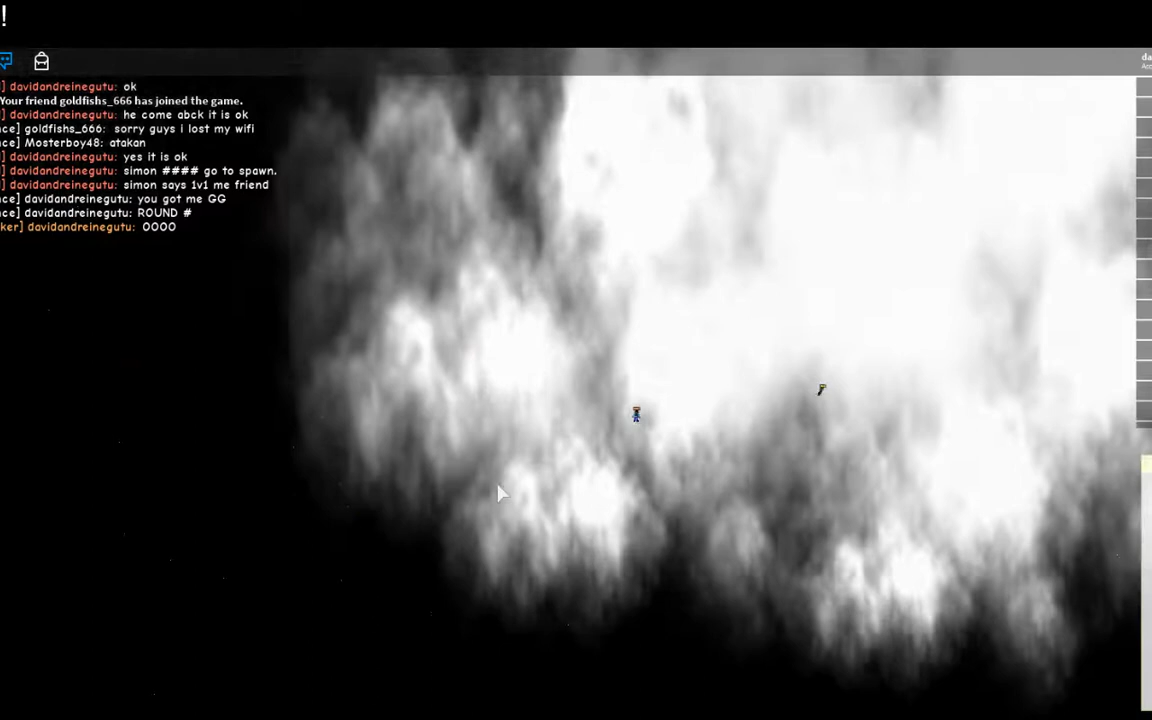 !
da
Acc
] davidandreinegutu: ok
Your friend goldfishs_666 has joined the game.
] davidandreinegutu: he come abck it is ok
ce] goldfishs_666: sorry guys i lost my wifi
ce] Mosterboy48: atakan
] davidandreinegutu: yes it is ok
] davidandreinegutu: simon #### go to spawn.
] davidandreinegutu: simon says 1v1 me friend
ce] davidandreinegutu: you got me GG
ce] davidandreinegutu: ROUND #
ker] davidandreinegutu: OOOO